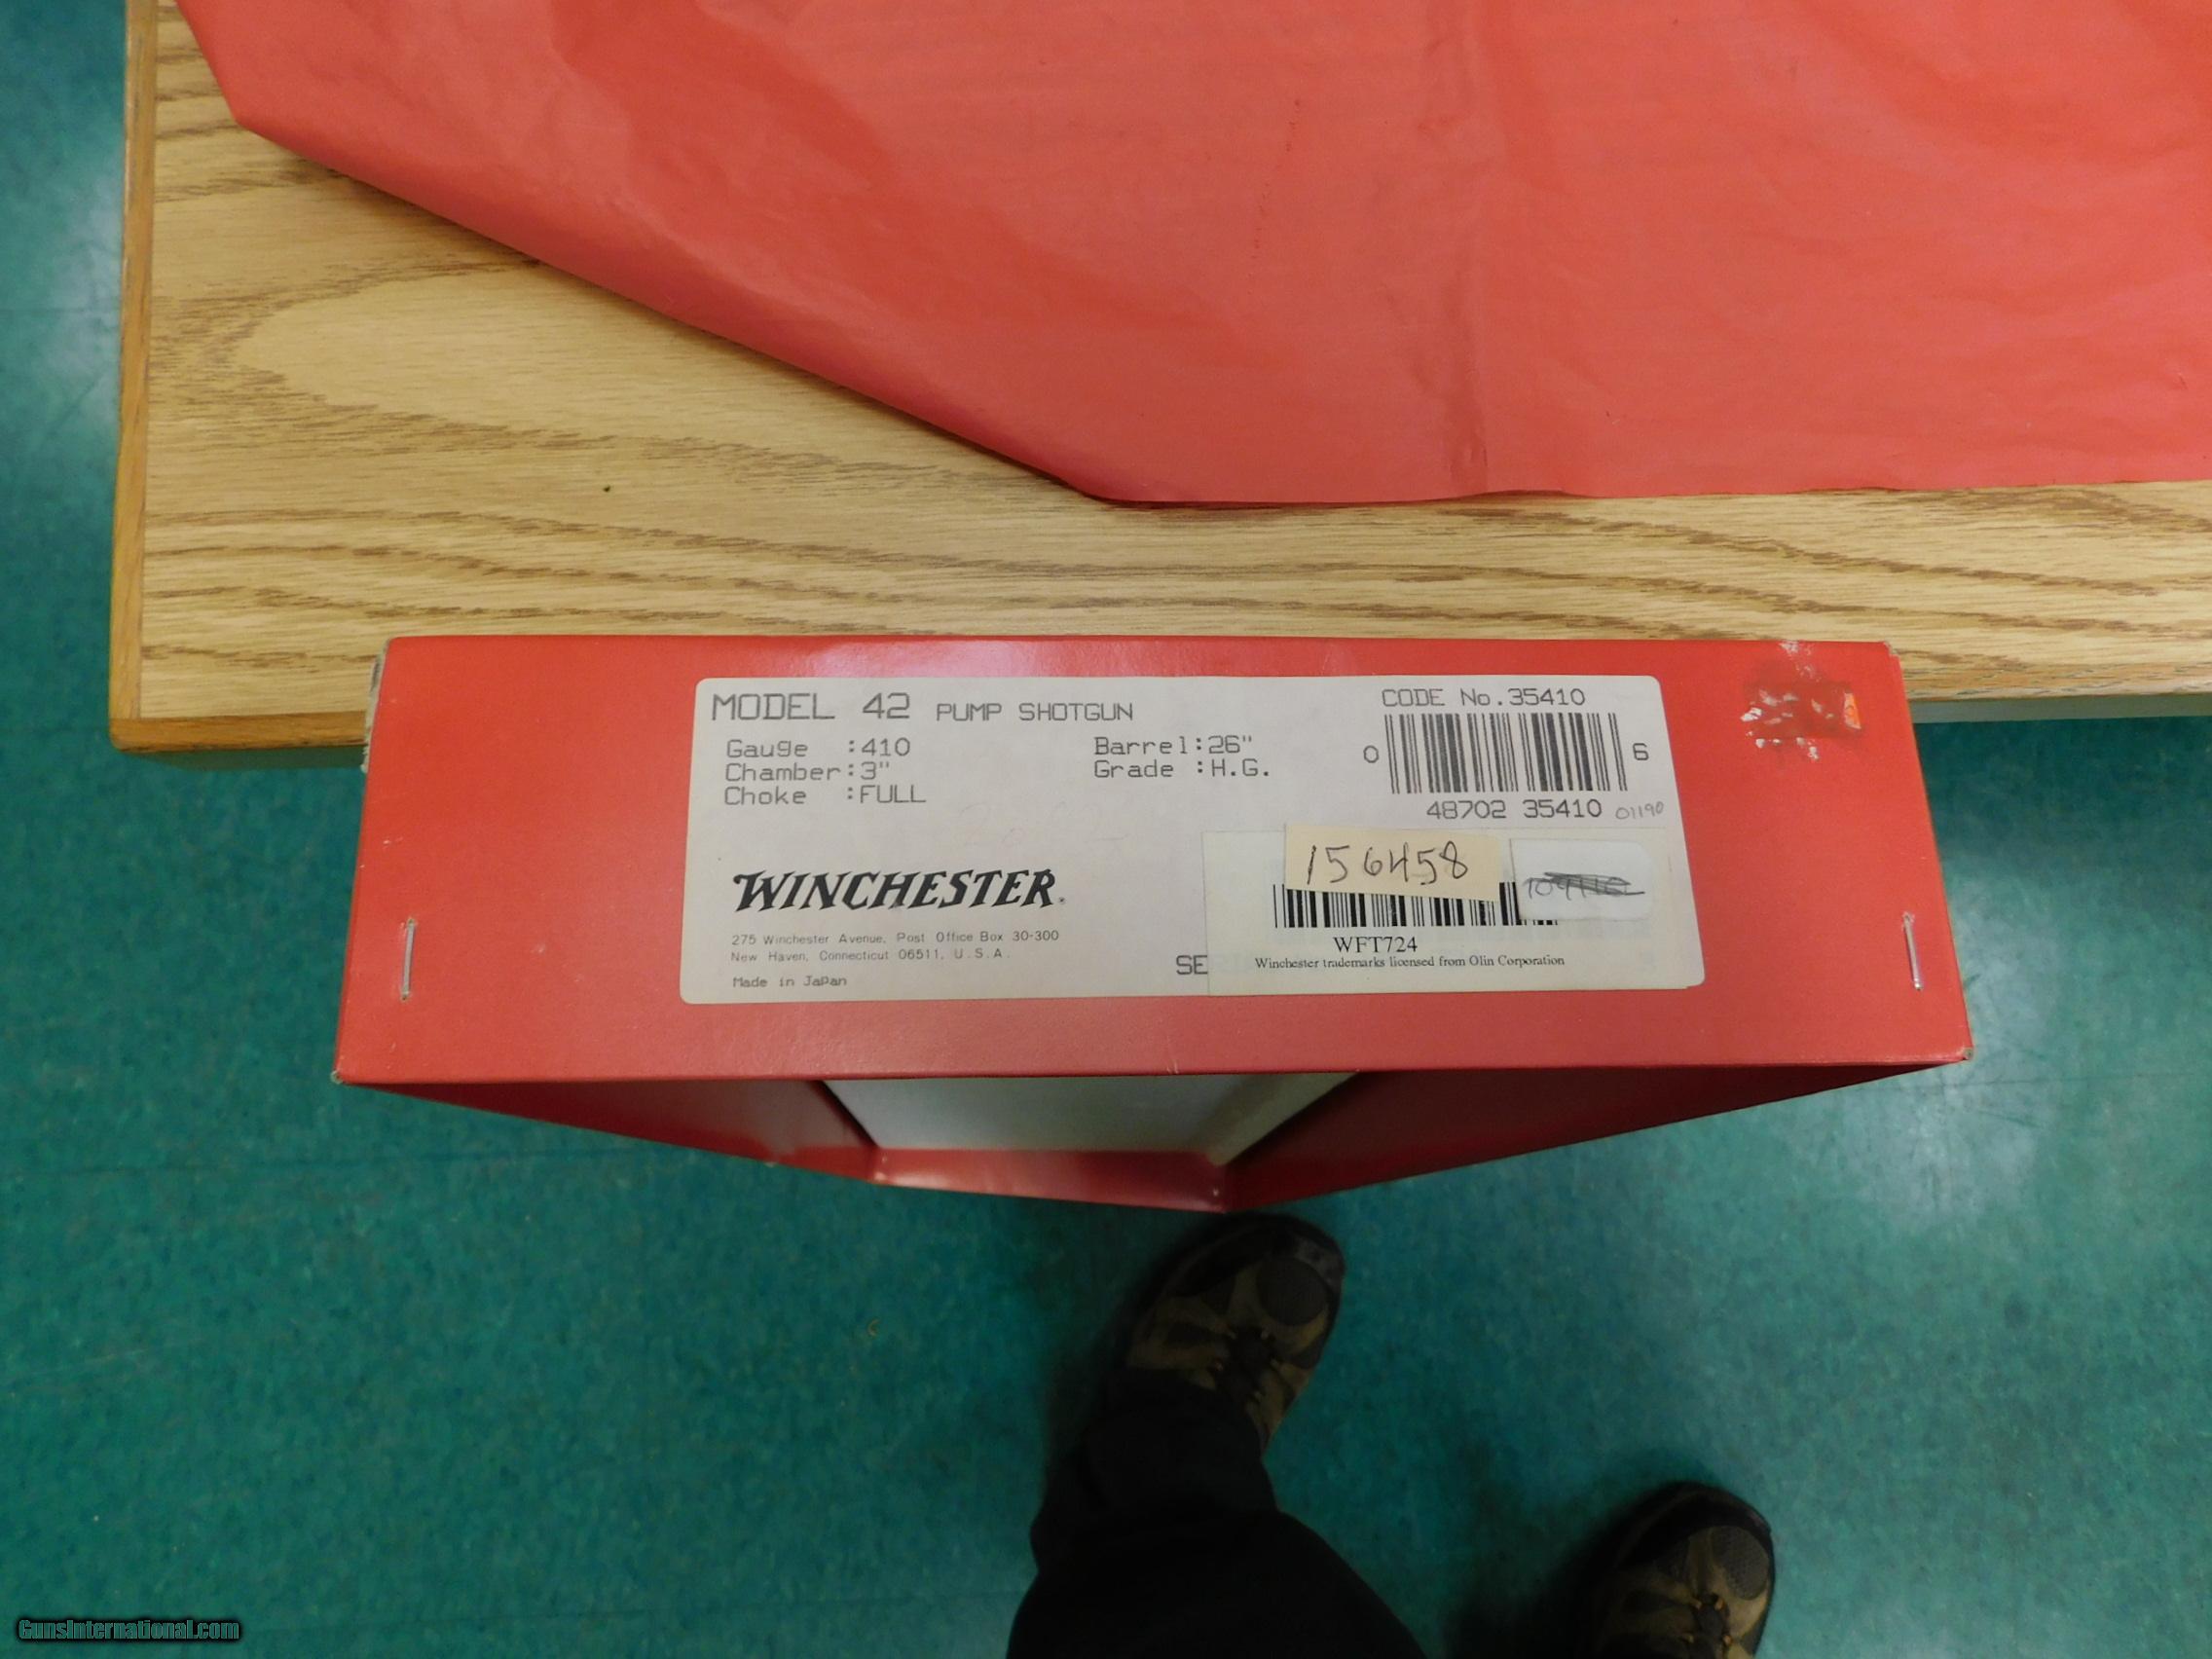 MODEL 42 PUMP SHOTGUN
CODE No.35410
Gauge :410
Barrel:26"
Chamber:3"
Grade :H.G.
Choke :FULL
0 6
48702 35410 01190
156458
WINCHESTER
WFT724
275 Winchester Avenue, Post Office Box 30-300
New Haven, Connecticut 06511, U.S.A.
SE
Winchester trademarks licensed from Olin Corporation
Made in Japan
GunsInternational.com